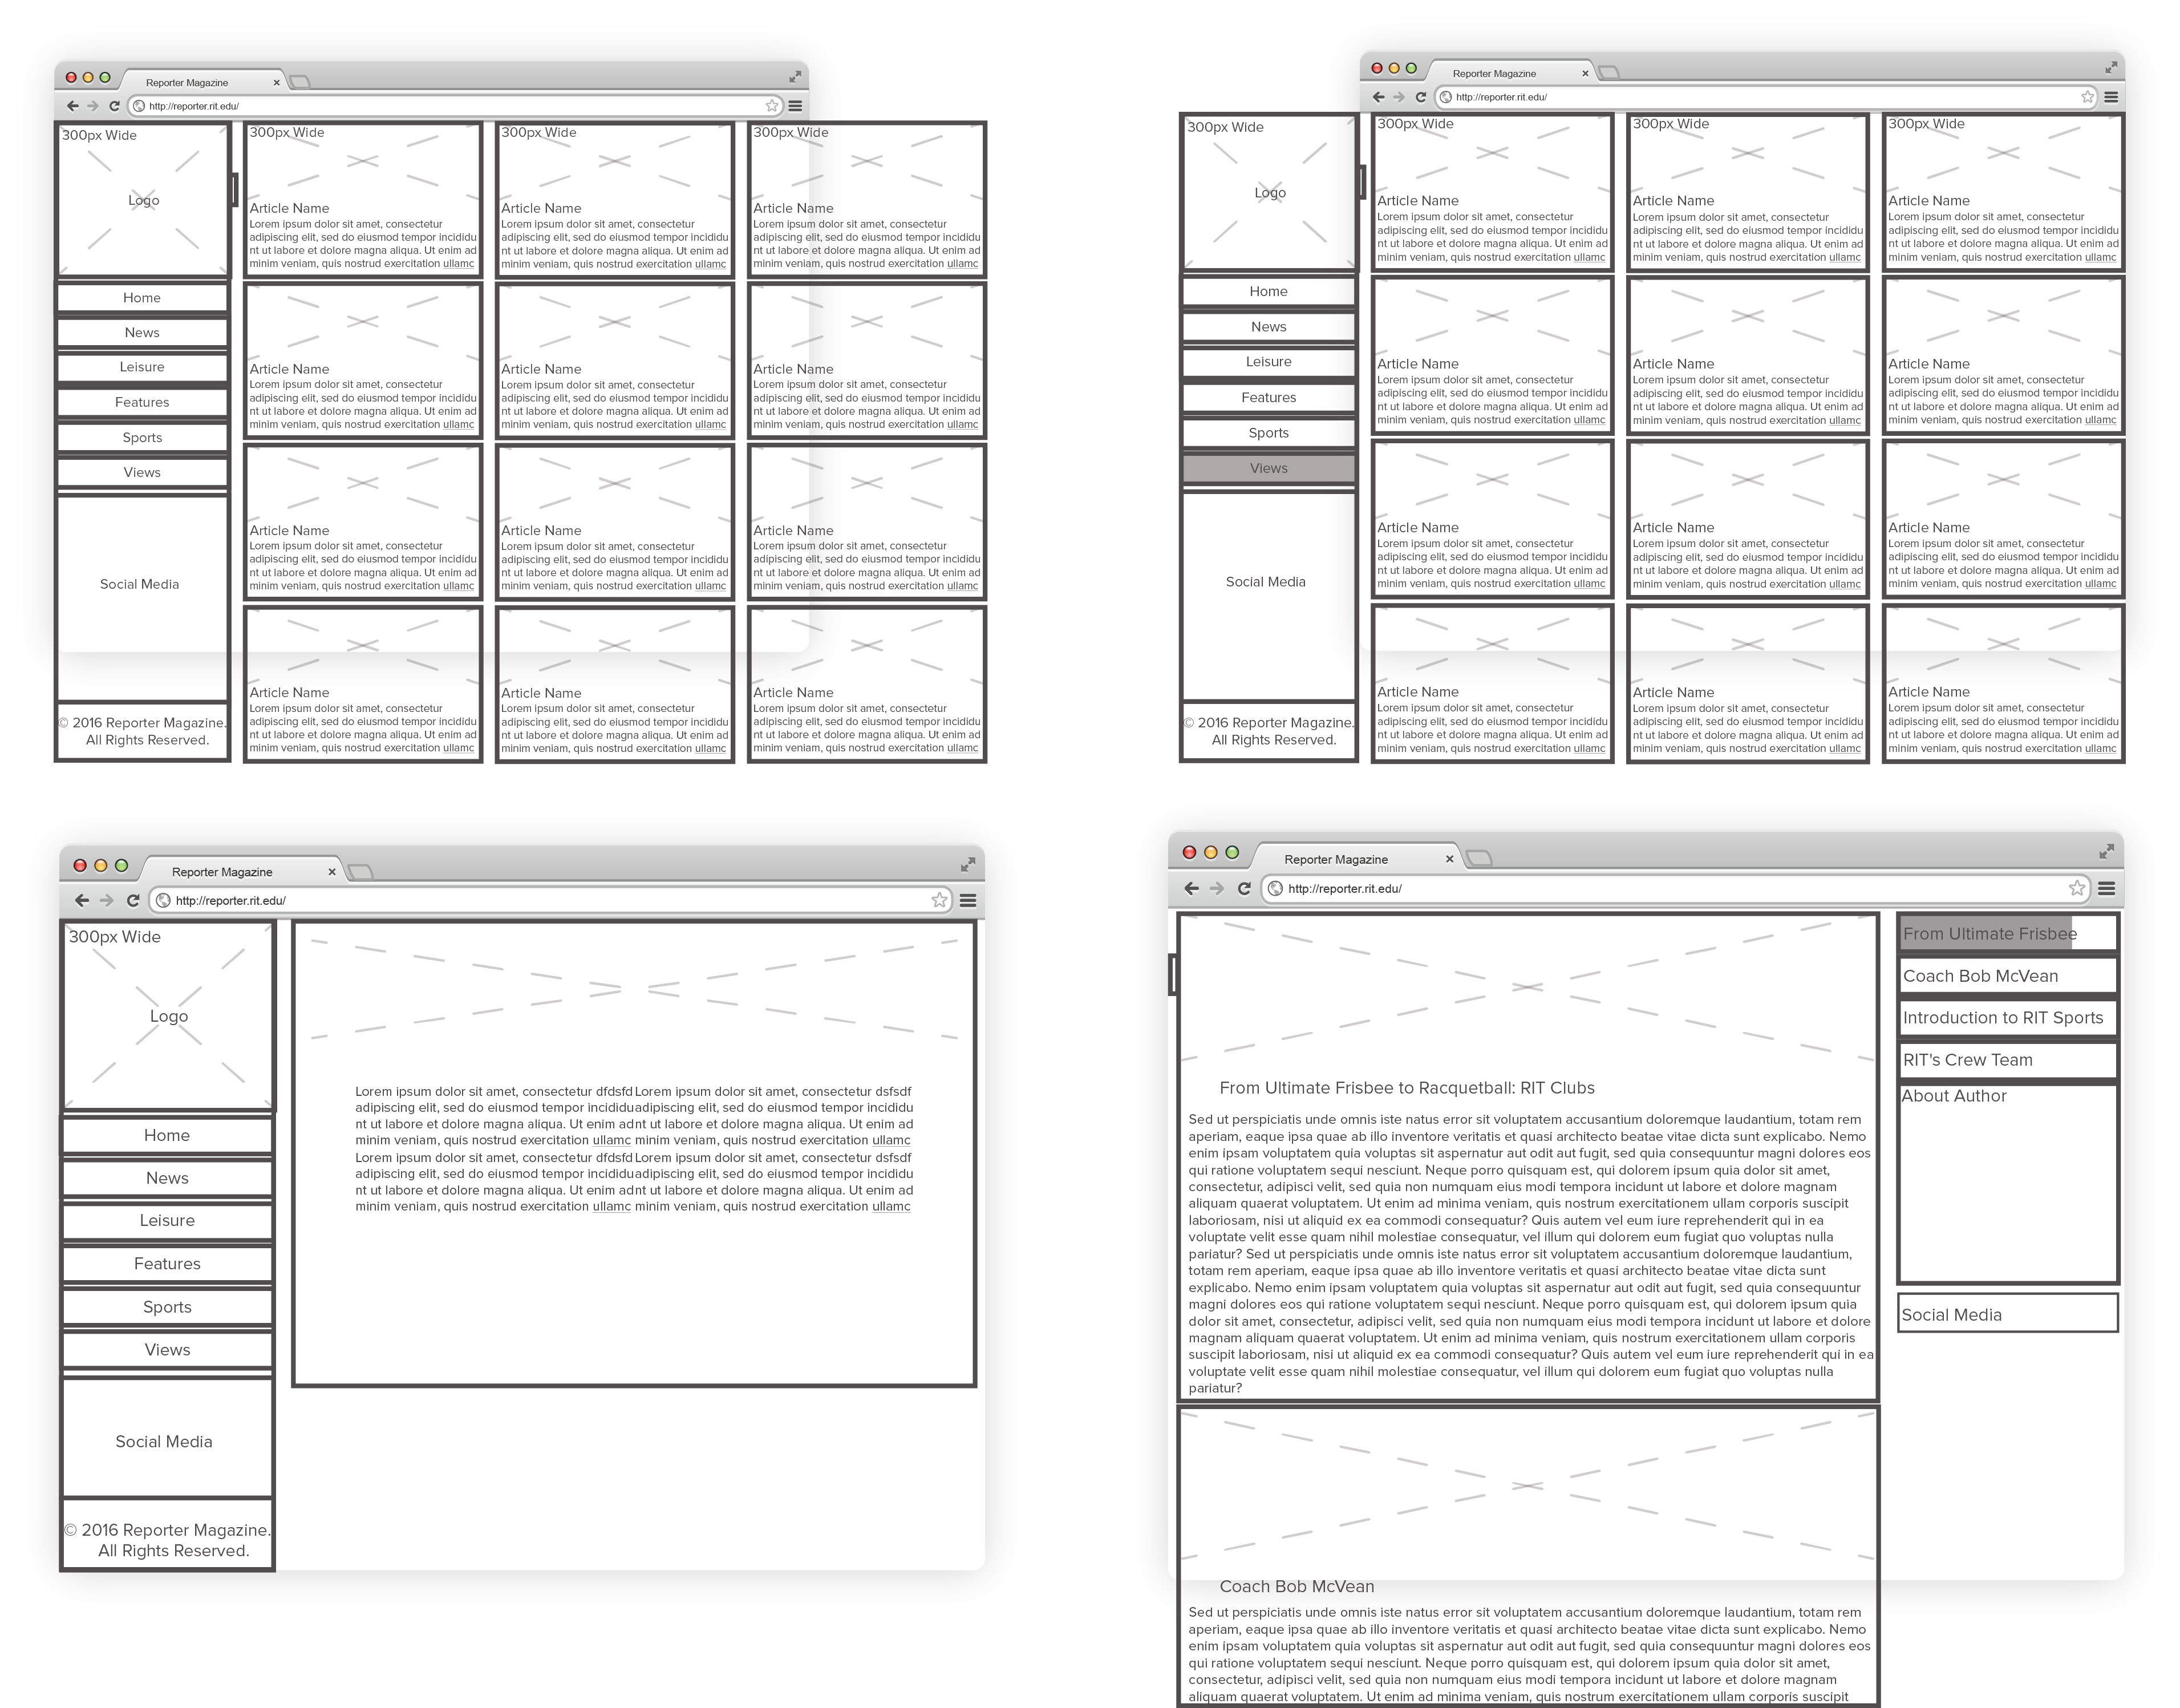 Reporter Magazine
http://reporter.rit.edu/
300px Wide
Logo
Home
News
Leisure
Features
Sports
Views
Social Media
© 2016 Reporter Magazine.
All Rights Reserved.
300px Wide
Article Name
Lorem ipsum dolor sit amet, consectetur
adipiscing elit, sed do eiusmod tempor incididu
nt ut labore et dolore magna aliqua. Ut enim ad
minim veniam, quis nostrud exercitation ullamc
300px Wide
Article Name
Lorem ipsum dolor sit amet, consectetur
adipiscing elit, sed do eiusmod tempor incididu
nt ut labore et dolore magna aliqua. Ut enim ad
minim veniam, quis nostrud exercitation ullamc
300px Wide
Article Name
Lorem ipsum dolor sit amet, consectetur
adipiscing elit, sed do eiusmod tempor incididu
nt ut labore et dolore magna aliqua. Ut enim ad
minim veniam, quis nostrud exercitation ullamc
Article Name
Lorem ipsum dolor sit amet, consectetur
adipiscing elit, sed do eiusmod tempor incididu
nt ut labore et dolore magna aliqua. Ut enim ad
minim veniam, quis nostrud exercitation ullamc
Article Name
Lorem ipsum dolor sit amet, consectetur
adipiscing elit, sed do eiusmod tempor incididu
nt ut labore et dolore magna aliqua. Ut enim ad
minim veniam, quis nostrud exercitation ullamc
Article Name
Lorem ipsum dolor sit amet, consectetur
adipiscing elit, sed do eiusmod tempor incididu
nt ut labore et dolore magna aliqua. Ut enim ad
minim veniam, quis nostrud exercitation ullamc
Article Name
Lorem ipsum dolor sit amet, consectetur
adipiscing elit, sed do eiusmod tempor incididu
nt ut labore et dolore magna aliqua. Ut enim ad
minim veniam, quis nostrud exercitation ullamc
Article Name
Lorem ipsum dolor sit amet, consectetur
adipiscing elit, sed do eiusmod tempor incididu
nt ut labore et dolore magna aliqua. Ut enim ad
minim veniam, quis nostrud exercitation ullamc
Article Name
Lorem ipsum dolor sit amet, consectetur
adipiscing elit, sed do eiusmod tempor incididu
nt ut labore et dolore magna aliqua. Ut enim ad
minim veniam, quis nostrud exercitation ullamc
Article Name
Lorem ipsum dolor sit amet, consectetur
adipiscing elit, sed do eiusmod tempor incididu
nt ut labore et dolore magna aliqua. Ut enim ad
minim veniam, quis nostrud exercitation ullamc
Article Name
Lorem ipsum dolor sit amet, consectetur
adipiscing elit, sed do eiusmod tempor incididu
nt ut labore et dolore magna aliqua. Ut enim ad
minim veniam, quis nostrud exercitation ullamc
Article Name
Lorem ipsum dolor sit amet, consectetur
adipiscing elit, sed do eiusmod tempor incididu
nt ut labore et dolore magna aliqua. Ut enim ad
minim veniam, quis nostrud exercitation ullamc
Reporter Magazine
http://reporter.rit.edu/
300px Wide
Logo
Home
News
Leisure
Features
Sports
Views
Social Media
© 2016 Reporter Magazine.
All Rights Reserved.
300px Wide
Article Name
Lorem ipsum dolor sit amet, consectetur
adipiscing elit, sed do eiusmod tempor incididu
nt ut labore et dolore magna aliqua. Ut enim ad
minim veniam, quis nostrud exercitation ullamc
300px Wide
Article Name
Lorem ipsum dolor sit amet, consectetur
adipiscing elit, sed do eiusmod tempor incididu
nt ut labore et dolore magna aliqua. Ut enim ad
minim veniam, quis nostrud exercitation ullamc
300px Wide
Article Name
Lorem ipsum dolor sit amet, consectetur
adipiscing elit, sed do eiusmod tempor incididu
nt ut labore et dolore magna aliqua. Ut enim ad
minim veniam, quis nostrud exercitation ullamc
Article Name
Lorem ipsum dolor sit amet, consectetur
adipiscing elit, sed do eiusmod tempor incididu
nt ut labore et dolore magna aliqua. Ut enim ad
minim veniam, quis nostrud exercitation ullamc
Article Name
Lorem ipsum dolor sit amet, consectetur
adipiscing elit, sed do eiusmod tempor incididu
nt ut labore et dolore magna aliqua. Ut enim ad
minim veniam, quis nostrud exercitation ullamc
Article Name
Lorem ipsum dolor sit amet, consectetur
adipiscing elit, sed do eiusmod tempor incididu
nt ut labore et dolore magna aliqua. Ut enim ad
minim veniam, quis nostrud exercitation ullamc
Article Name
Lorem ipsum dolor sit amet, consectetur
adipiscing elit, sed do eiusmod tempor incididu
nt ut labore et dolore magna aliqua. Ut enim ad
minim veniam, quis nostrud exercitation ullamc
Article Name
Lorem ipsum dolor sit amet, consectetur
adipiscing elit, sed do eiusmod tempor incididu
nt ut labore et dolore magna aliqua. Ut enim ad
minim veniam, quis nostrud exercitation ullamc
Article Name
Lorem ipsum dolor sit amet, consectetur
adipiscing elit, sed do eiusmod tempor incididu
nt ut labore et dolore magna aliqua. Ut enim ad
minim veniam, quis nostrud exercitation ullamc
Article Name
Lorem ipsum dolor sit amet, consectetur
adipiscing elit, sed do eiusmod tempor incididu
nt ut labore et dolore magna aliqua. Ut enim ad
minim veniam, quis nostrud exercitation ullamc
Article Name
Lorem ipsum dolor sit amet, consectetur
adipiscing elit, sed do eiusmod tempor incididu
nt ut labore et dolore magna aliqua. Ut enim ad
minim veniam, quis nostrud exercitation ullamc
Article Name
Lorem ipsum dolor sit amet, consectetur
adipiscing elit, sed do eiusmod tempor incididu
nt ut labore et dolore magna aliqua. Ut enim ad
minim veniam, quis nostrud exercitation ullamc
Reporter Magazine
http://reporter.rit.edu/
300px Wide
Logo
Home
News
Leisure
Features
Sports
Views
Social Media
© 2016 Reporter Magazine.
All Rights Reserved.
Lorem ipsum dolor sit amet, consectetur dfdsfd Lorem ipsum dolor sit amet, consectetur dsfsdf
adipiscing elit, sed do eiusmod tempor incididuadipiscing elit, sed do eiusmod tempor incididu
nt ut labore et dolore magna aliqua. Ut enim adnt ut labore et dolore magna aliqua. Ut enim ad
minim veniam, quis nostrud exercitation ullamc minim veniam, quis nostrud exercitation ullamc
Lorem ipsum dolor sit amet, consectetur dfdsfd Lorem ipsum dolor sit amet, consectetur dsfsdf
adipiscing elit, sed do eiusmod tempor incididuadipiscing elit, sed do eiusmod tempor incididu
nt ut labore et dolore magna aliqua. Ut enim adnt ut labore et dolore magna aliqua. Ut enim ad
minim veniam, quis nostrud exercitation ullamc minim veniam, quis nostrud exercitation ullamc
Reporter Magazine
http://reporter.rit.edu/
From Ultimate Frisbee to Racquetball: RIT Clubs
Sed ut perspiciatis unde omnis iste natus error sit voluptatem accusantium doloremque laudantium, totam rem
aperiam, eaque ipsa quae ab illo inventore veritatis et quasi architecto beatae vitae dicta sunt explicabo. Nemo
enim ipsam voluptatem quia voluptas sit aspernatur aut odit aut fugit, sed quia consequuntur magni dolores eos
qui ratione voluptatem sequi nesciunt. Neque porro quisquam est, qui dolorem ipsum quia dolor sit amet,
consectetur, adipisci velit, sed quia non numquam eius modi tempora incidunt ut labore et dolore magnam
aliquam quaerat voluptatem. Ut enim ad minima veniam, quis nostrum exercitationem ullam corporis suscipit
laboriosam, nisi ut aliquid ex ea commodi consequatur? Quis autem vel eum iure reprehenderit qui in ea
voluptate velit esse quam nihil molestiae consequatur, vel illum qui dolorem eum fugiat quo voluptas nulla
pariatur? Sed ut perspiciatis unde omnis iste natus error sit voluptatem accusantium doloremque laudantium,
totam rem aperiam, eaque ipsa quae ab illo inventore veritatis et quasi architecto beatae vitae dicta sunt
explicabo. Nemo enim ipsam voluptatem quia voluptas sit aspernatur aut odit aut fugit, sed quia consequuntur
magni dolores eos qui ratione voluptatem sequi nesciunt. Neque porro quisquam est, qui dolorem ipsum quia
dolor sit amet, consectetur, adipisci velit, sed quia non numquam eius modi tempora incidunt ut labore et dolore
magnam aliquam quaerat voluptatem. Ut enim ad minima veniam, quis nostrum exercitationem ullam corporis
suscipit laboriosam, nisi ut aliquid ex ea commodi consequatur? Quis autem vel eum iure reprehenderit qui in ea
voluptate velit esse quam nihil molestiae consequatur, vel illum qui dolorem eum fugiat quo voluptas nulla
pariatur?
Coach Bob McVean
Sed ut perspiciatis unde omnis iste natus error sit voluptatem accusantium doloremque laudantium, totam rem
aperiam, eaque ipsa quae ab illo inventore veritatis et quasi architecto beatae vitae dicta sunt explicabo. Nemo
enim ipsam voluptatem quia voluptas sit aspernatur aut odit aut fugit, sed quia consequuntur magni dolores eos
qui ratione voluptatem sequi nesciunt. Neque porro quisquam est, qui dolorem ipsum quia dolor sit amet,
consectetur, adipisci velit, sed quia non numquam eius modi tempora incidunt ut labore et dolore magnam
aliquam quaerat voluptatem. Ut enim ad minima veniam, quis nostrum exercitationem ullam corporis suscipit
From Ultimate Frisbee
Coach Bob McVean
Introduction to RIT Sports
RIT's Crew Team
About Author
Social Media